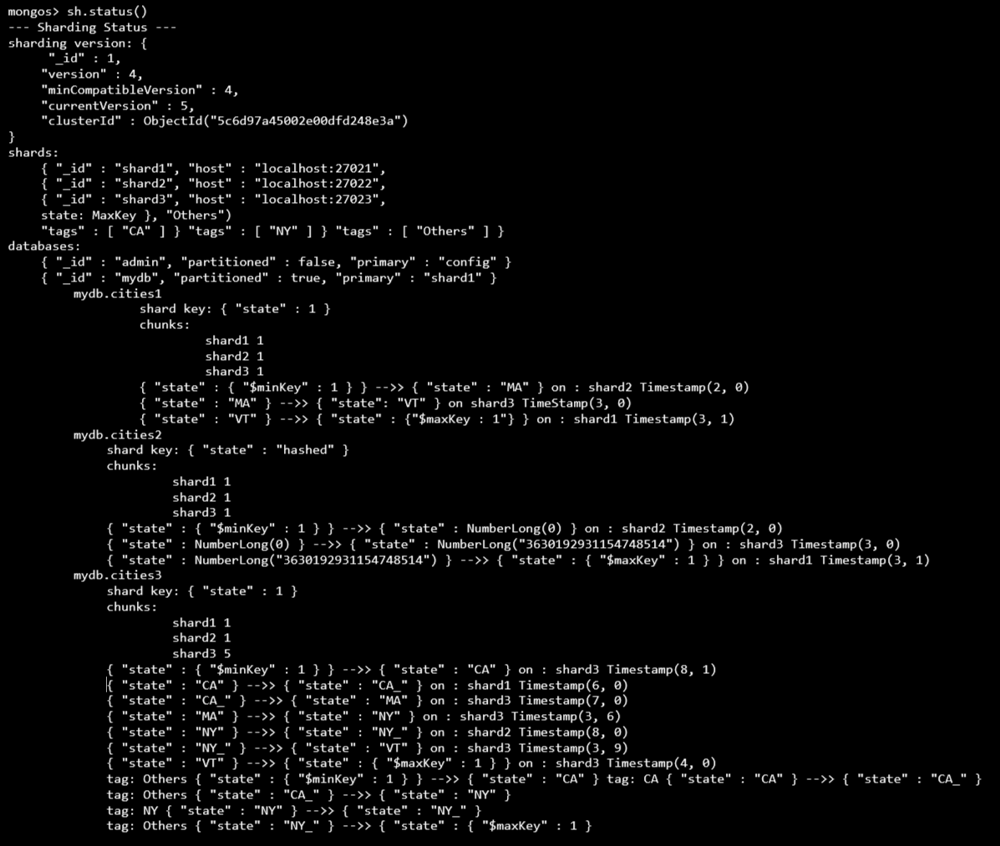 mongos> sh.status()
--- Sharding Status ---
sharding version: {
"_id" : 1,
"version" : 4,
"minCompatibleVersion" : 4,
"currentVersion" : 5,
"clusterId" : ObjectId("5c6d97a45002e00dfd248e3a")
}
shards:
{ "_id" : "shard1", "host" : "localhost:27021",
{ "_id" : "shard2", "host" : "localhost:27022",
{ "_id" : "shard3", "host" : "localhost:27023",
state: MaxKey }, "Others")
"tags" : [ "CA" ] } "tags" : [ "NY" ] } "tags" : [ "Others" ] }
databases:
{ "_id" : "admin", "partitioned" : false, "primary" : "config" }
{ "_id" : "mydb", "partitioned" : true, "primary" : "shard1" }
mydb.cities1
shard key: { "state" : 1 }
chunks:
shard1 1
shard2 1
shard3 1
{ "state" : { "$minKey" : 1 } } -->> { "state" : "MA" } on : shard2 Timestamp(2, 0)
{ "state" : "MA" } -->> { "state": "VT" } on shard3 TimeStamp(3, 0)
{ "state" : "VT" } -->> { "state" : {"$maxKey : 1"} } on : shard1 Timestamp(3, 1)
mydb.cities2
shard key: { "state" : "hashed" }
chunks:
shard1 1
shard2 1
shard3 1
{ "state" : { "$minKey" : 1 } } -->> { "state" : NumberLong(0) } on : shard2 Timestamp(2, 0)
{ "state" : NumberLong(0) } -->> { "state" : NumberLong("3630192931154748514") } on : shard3 Timestamp(3, 0)
{ "state" : NumberLong("3630192931154748514") } -->> { "state" : { "$maxKey" : 1 } } on : shard1 Timestamp(3, 1)
mydb.cities3
shard key: { "state" : 1 }
chunks:
shard1 1
shard2 1
shard3 5
{ "state" : { "$minKey" : 1 } } -->> { "state" : "CA" } on : shard3 Timestamp(8, 1)
{ "state" : "CA" } -->> { "state" : "CA_" } on : shard1 Timestamp(6, 0)
{ "state" : "CA_" } -->> { "state" : "MA" } on : shard3 Timestamp(7, 0)
{ "state" : "MA" } -->> { "state" : "NY" } on : shard3 Timestamp(3, 6)
{ "state" : "NY" } -->> { "state" : "NY_" } on : shard2 Timestamp(8, 0)
{ "state" : "NY_" } -->> { "state" : "VT" } on : shard3 Timestamp(3, 9)
{ "state" : "VT" } -->> { "state" : { "$maxKey" : 1 } } on : shard3 Timestamp(4, 0)
tag: Others { "state" : { "$minKey" : 1 } } -->> { "state" : "CA" } tag: CA { "state" : "CA" } -->> { "state" : "CA_" }
tag: Others { "state" : "CA_" } -->> { "state" : "NY" }
tag: NY { "state" : "NY" } -->> { "state" : "NY_" }
tag: Others { "state" : "NY_" } -->> { "state" : { "$maxKey" : 1 }